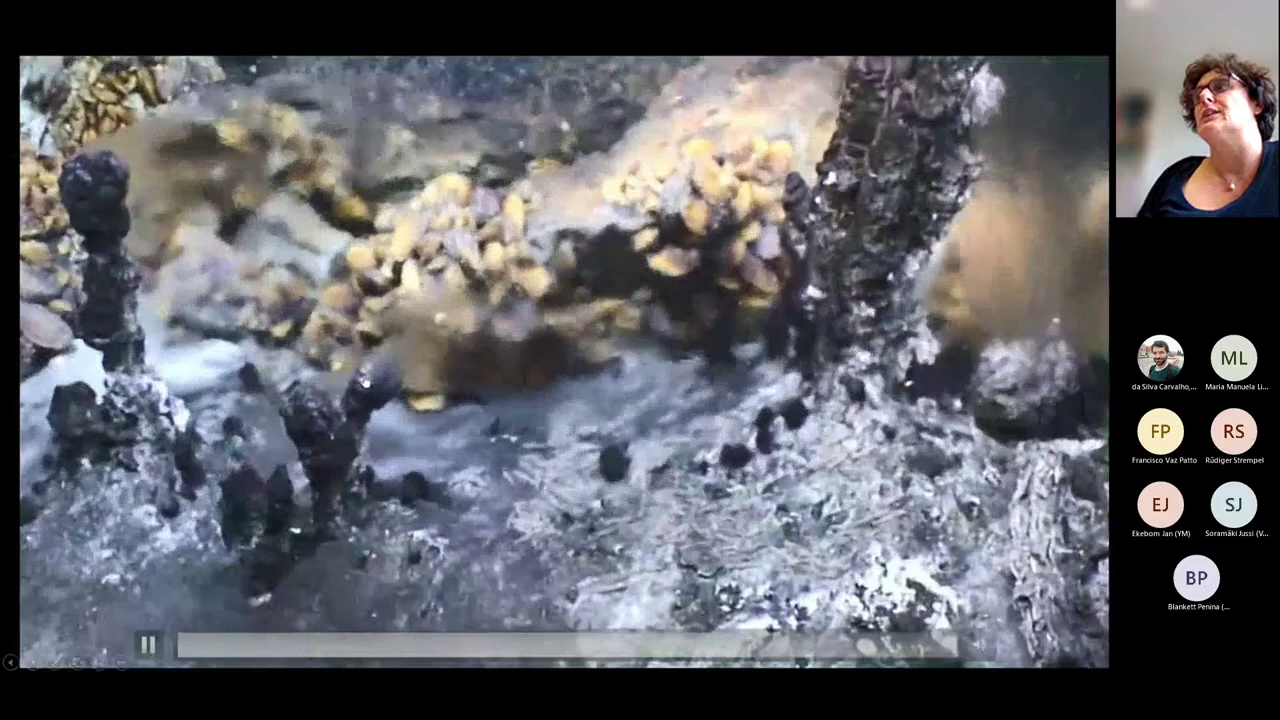 da Silva Carvalho,...
ML
Maria Manuela Li...
FP
Francisco Vaz Patto
RS
Rüdiger Strempel
EJ
Ekebom Jan (YM)
SJ
Soramäki Jussi (V...
BP
Blankett Penina (...